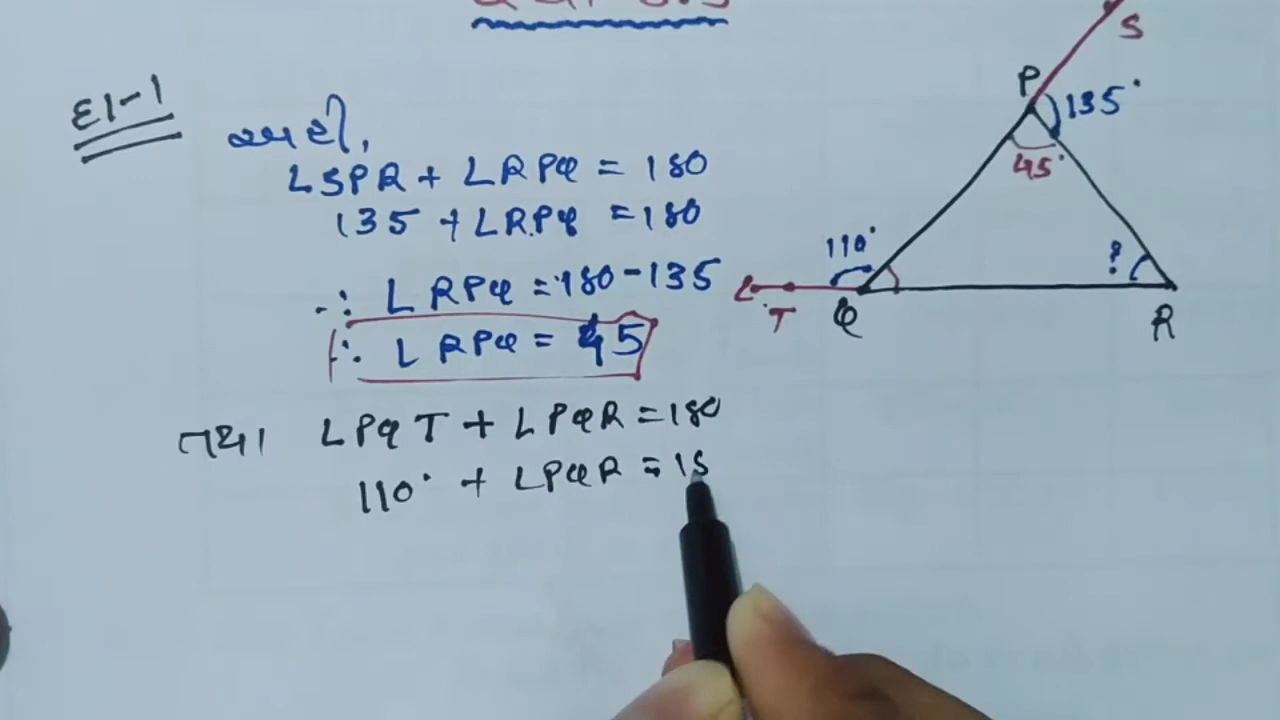 દા-1
આથી,
∠SPR + ∠RPQ = 180
135 + ∠RPQ = 180
∴ ∠RPQ = 180 - 135
∴ ∠RPQ = 45
તથા ∠PQT + ∠PQR = 180
110° + ∠PQR = 18
S
P
135°
45°
110°
?
T
Q
R